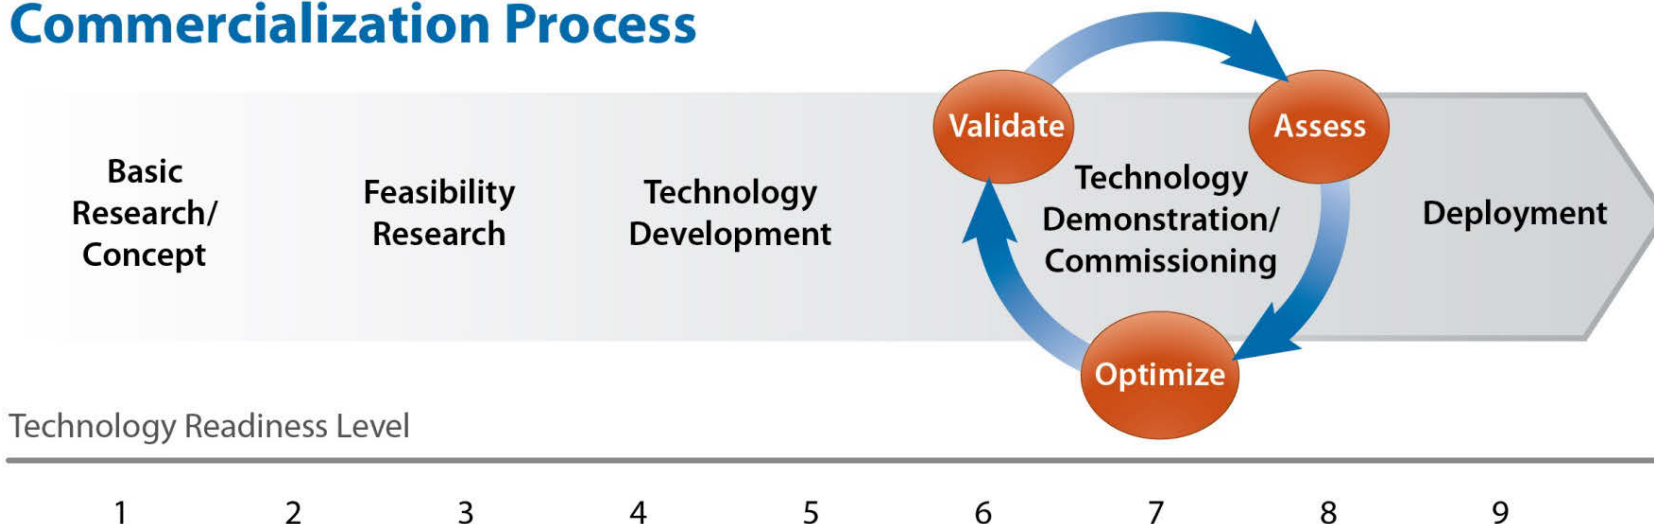 Commercialization Process
Basic
Research/
Concept
Feasibility
Research
Technology
Development
Validate
Assess
Technology
Demonstration/
Commissioning
Optimize
Deployment
Technology Readiness Level
1 2 3 4 5 6 7 8 9